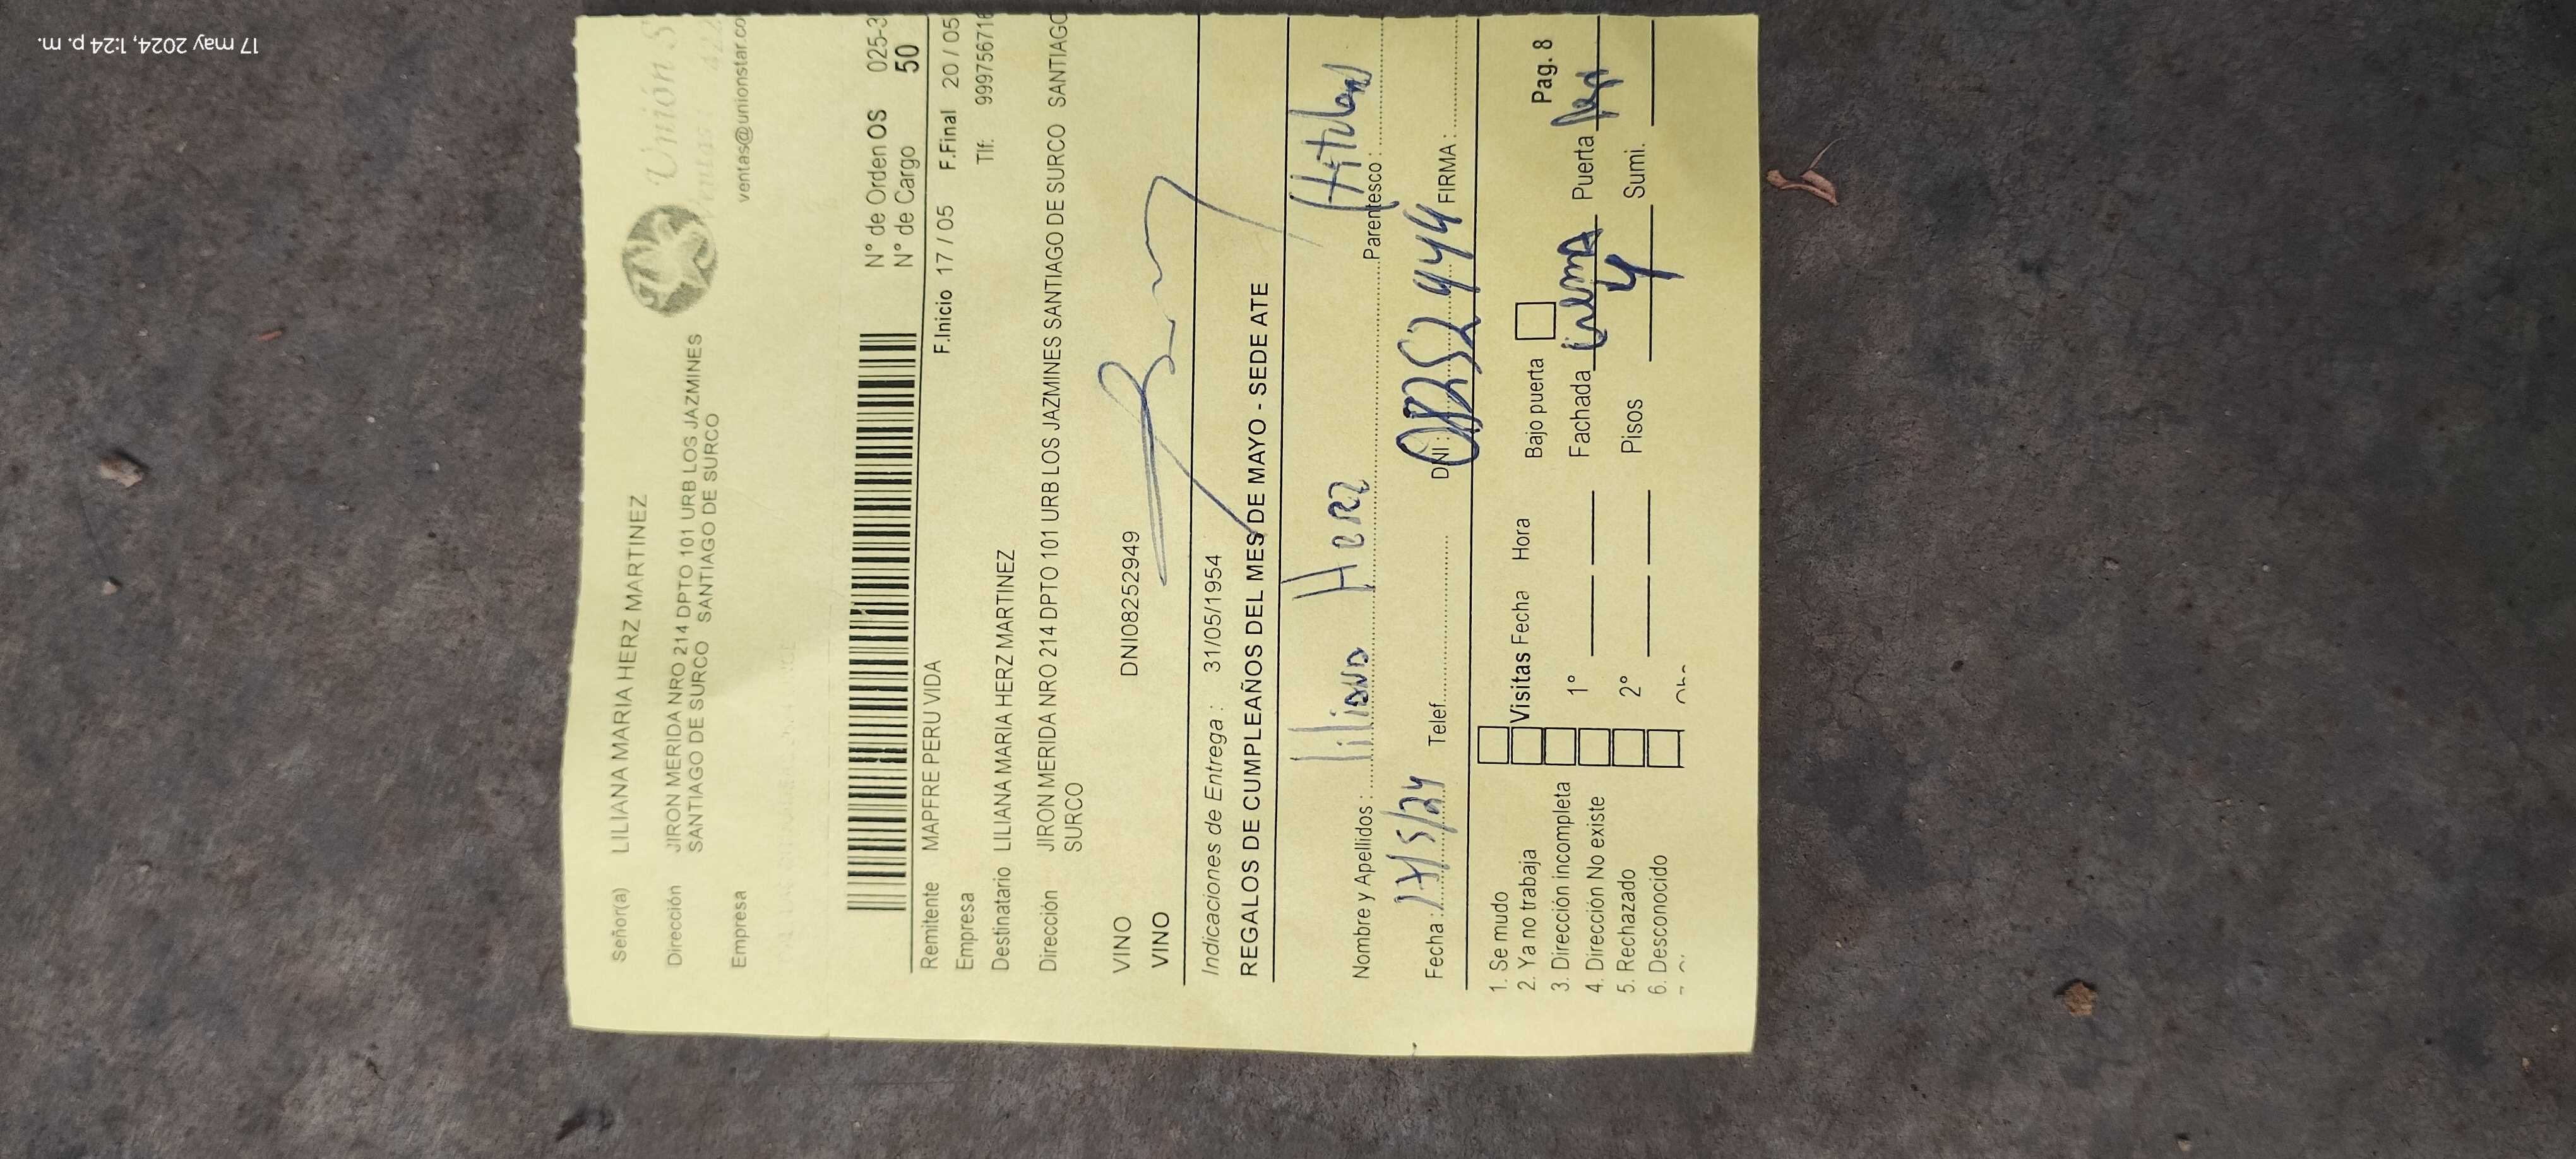 17 may 2024, 1:24 p. m.
Señor(a) LILIANA MARIA HERZ MARTINEZ
Unión S
Dirección JIRON MERIDA NRO 214 DPTO 101 URB LOS JAZMINES
SANTIAGO DE SURCO SANTIAGO DE SURCO
Empresa
ventas@unionstar.co
N° de Orden OS 025-3
N° de Cargo 50
Remitente MAPFRE PERU VIDA F.Inicio 17 / 05 F.Final 20 / 05
Empresa Tlf: 999756716
Destinatario LILIANA MARIA HERZ MARTINEZ
Dirección JIRON MERIDA NRO 214 DPTO 101 URB LOS JAZMINES SANTIAGO DE SURCO SANTIAGO
SURCO
VINO DNI08252949
VINO
Indicaciones de Entrega : 31/05/1954
REGALOS DE CUMPLEAÑOS DEL MES DE MAYO - SEDE ATE
Nombre y Apellidos : Liliana Herz Parentesco : (titular)
Fecha : 17/5/24 Telef. DNI : 08252949 FIRMA :
1. Se mudo
2. Ya no trabaja Visitas Fecha Hora Bajo puerta Pag. 8
3. Dirección incompleta
4. Dirección No existe 1° Fachada crema Puerta
5. Rechazado
6. Desconocido 2° Pisos 4 Sumi.